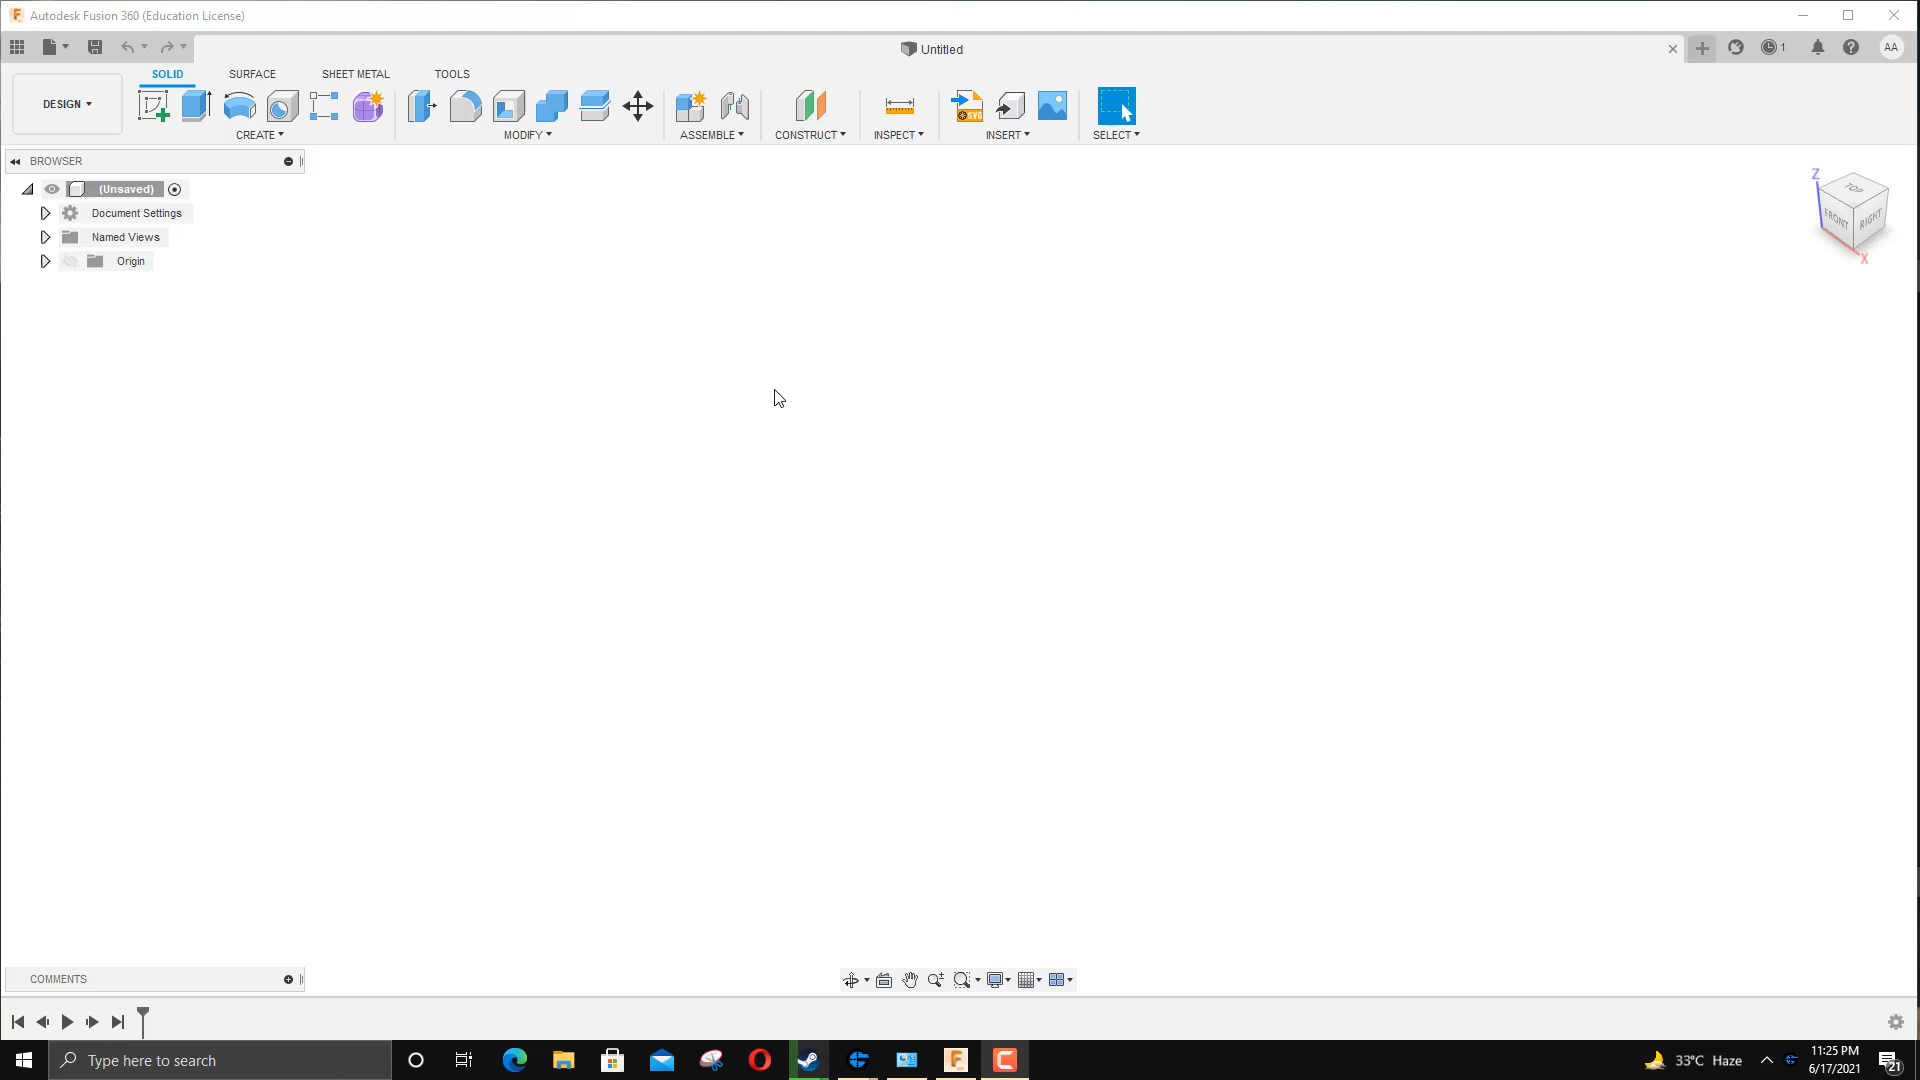 Autodesk Fusion 360 (Education License)
Untitled
1
AA
DESIGN
SOLID
SURFACE
SHEET METAL
TOOLS
CREATE
MODIFY
ASSEMBLE
CONSTRUCT
INSPECT
SVG
INSERT
SELECT
BROWSER
(Unsaved)
Document Settings
Named Views
Origin
Z
TOP
FRONT
RIGHT
X
COMMENTS
Type here to search
33°C Haze
11:25 PM
6/17/2021
21